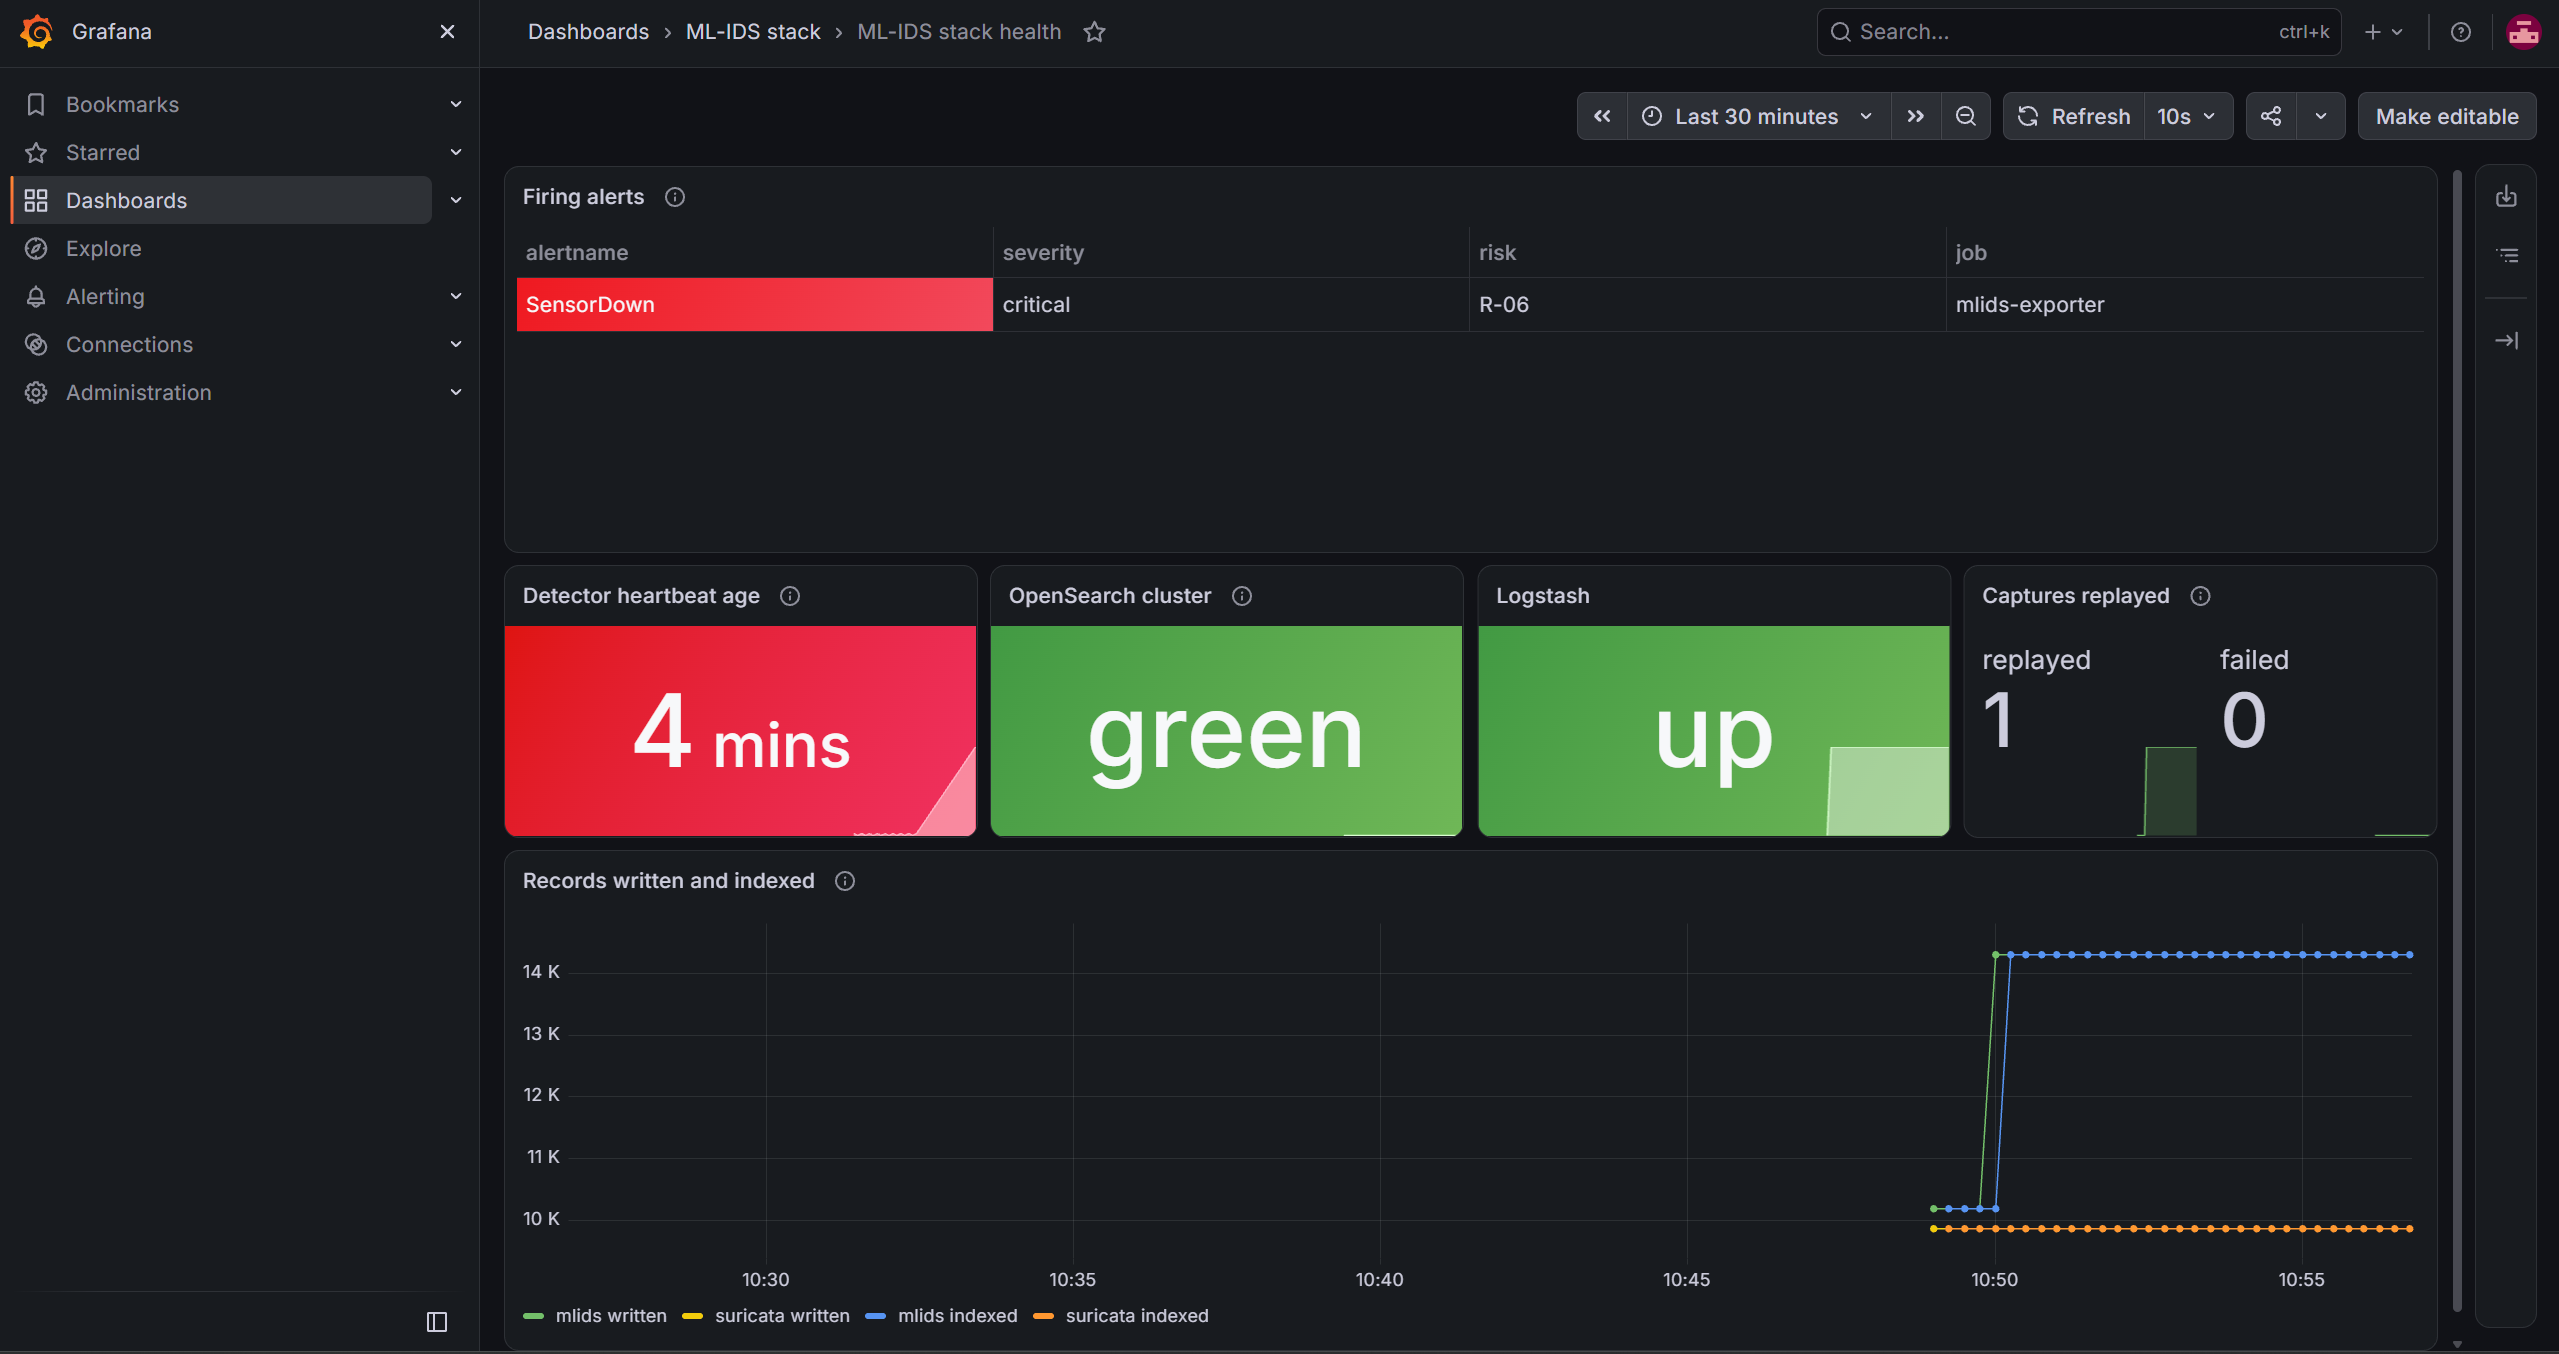 Grafana
Dashboards › ML-IDS stack › ML-IDS stack health
Search...
ctrl+k
Bookmarks
Starred
Dashboards
Explore
Alerting
Connections
Administration
Last 30 minutes
Refresh
10s
Make editable
Firing alerts
alertname severity risk job
SensorDown critical R-06 mlids-exporter
Detector heartbeat age
4 mins
OpenSearch cluster
green
Logstash
up
Captures replayed
replayed failed
1 0
Records written and indexed
14 K
13 K
12 K
11 K
10 K
10:30 10:35 10:40 10:45 10:50 10:55
mlids written suricata written mlids indexed suricata indexed